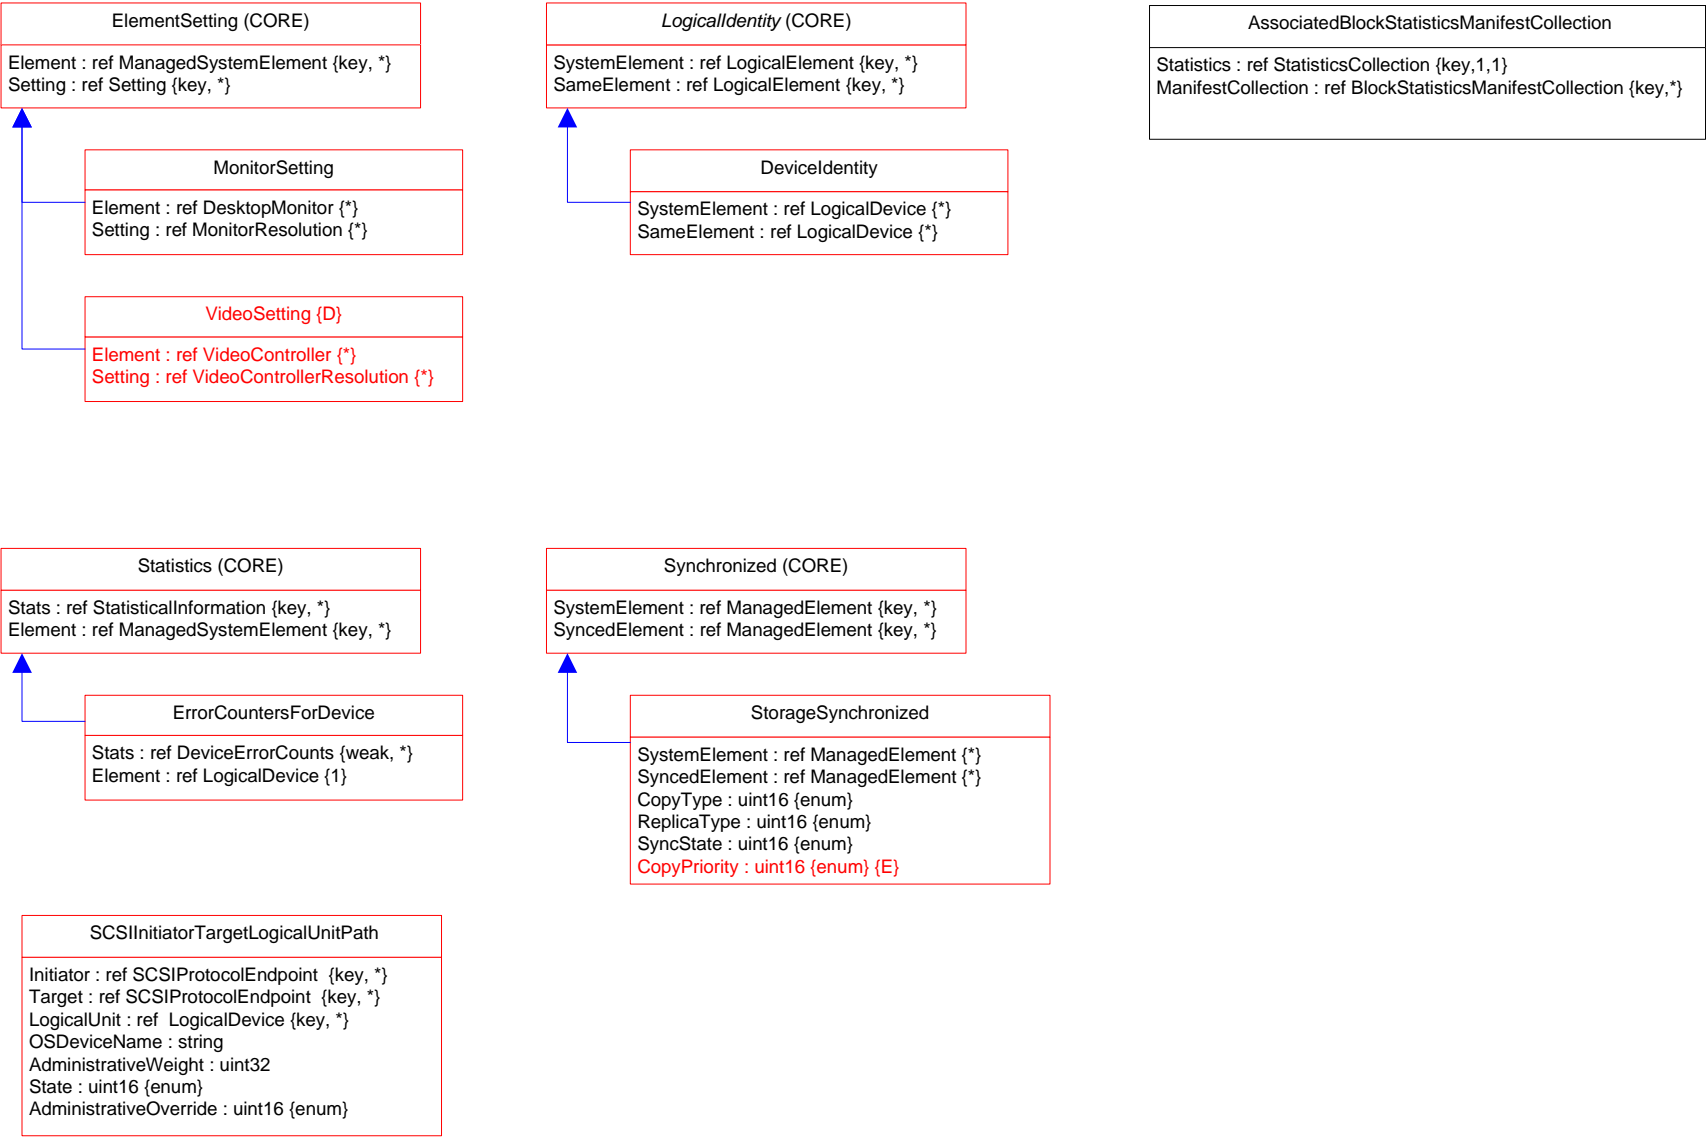 ElementSetting (CORE)
Element : ref ManagedSystemElement {key, *}
Setting : ref Setting {key, *}
MonitorSetting
Element : ref DesktopMonitor {*}
Setting : ref MonitorResolution {*}
VideoSetting {D}
Element : ref VideoController {*}
Setting : ref VideoControllerResolution {*}
LogicalIdentity (CORE)
SystemElement : ref LogicalElement {key, *}
SameElement : ref LogicalElement {key, *}
DeviceIdentity
SystemElement : ref LogicalDevice {*}
SameElement : ref LogicalDevice {*}
AssociatedBlockStatisticsManifestCollection
Statistics : ref StatisticsCollection {key,1,1}
ManifestCollection : ref BlockStatisticsManifestCollection {key,*}
Statistics (CORE)
Stats : ref StatisticalInformation {key, *}
Element : ref ManagedSystemElement {key, *}
ErrorCountersForDevice
Stats : ref DeviceErrorCounts {weak, *}
Element : ref LogicalDevice {1}
Synchronized (CORE)
SystemElement : ref ManagedElement {key, *}
SyncedElement : ref ManagedElement {key, *}
StorageSynchronized
SystemElement : ref ManagedElement {*}
SyncedElement : ref ManagedElement {*}
CopyType : uint16 {enum}
ReplicaType : uint16 {enum}
SyncState : uint16 {enum}
CopyPriority : uint16 {enum} {E}
SCSIInitiatorTargetLogicalUnitPath
Initiator : ref SCSIProtocolEndpoint  {key, *}
Target : ref SCSIProtocolEndpoint  {key, *}
LogicalUnit : ref  LogicalDevice {key, *}
OSDeviceName : string
AdministrativeWeight : uint32
State : uint16 {enum}
AdministrativeOverride : uint16 {enum}